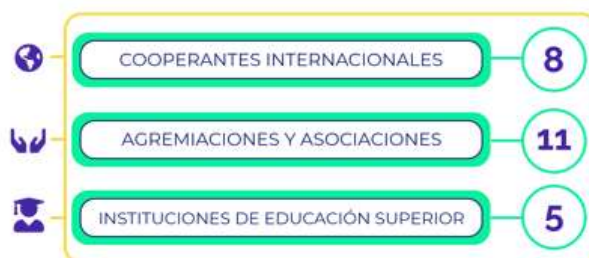 COOPERANTES INTERNACIONALES 8
AGREMIACIONES Y ASOCIACIONES 11
INSTITUCIONES DE EDUCACIÓN SUPERIOR 5